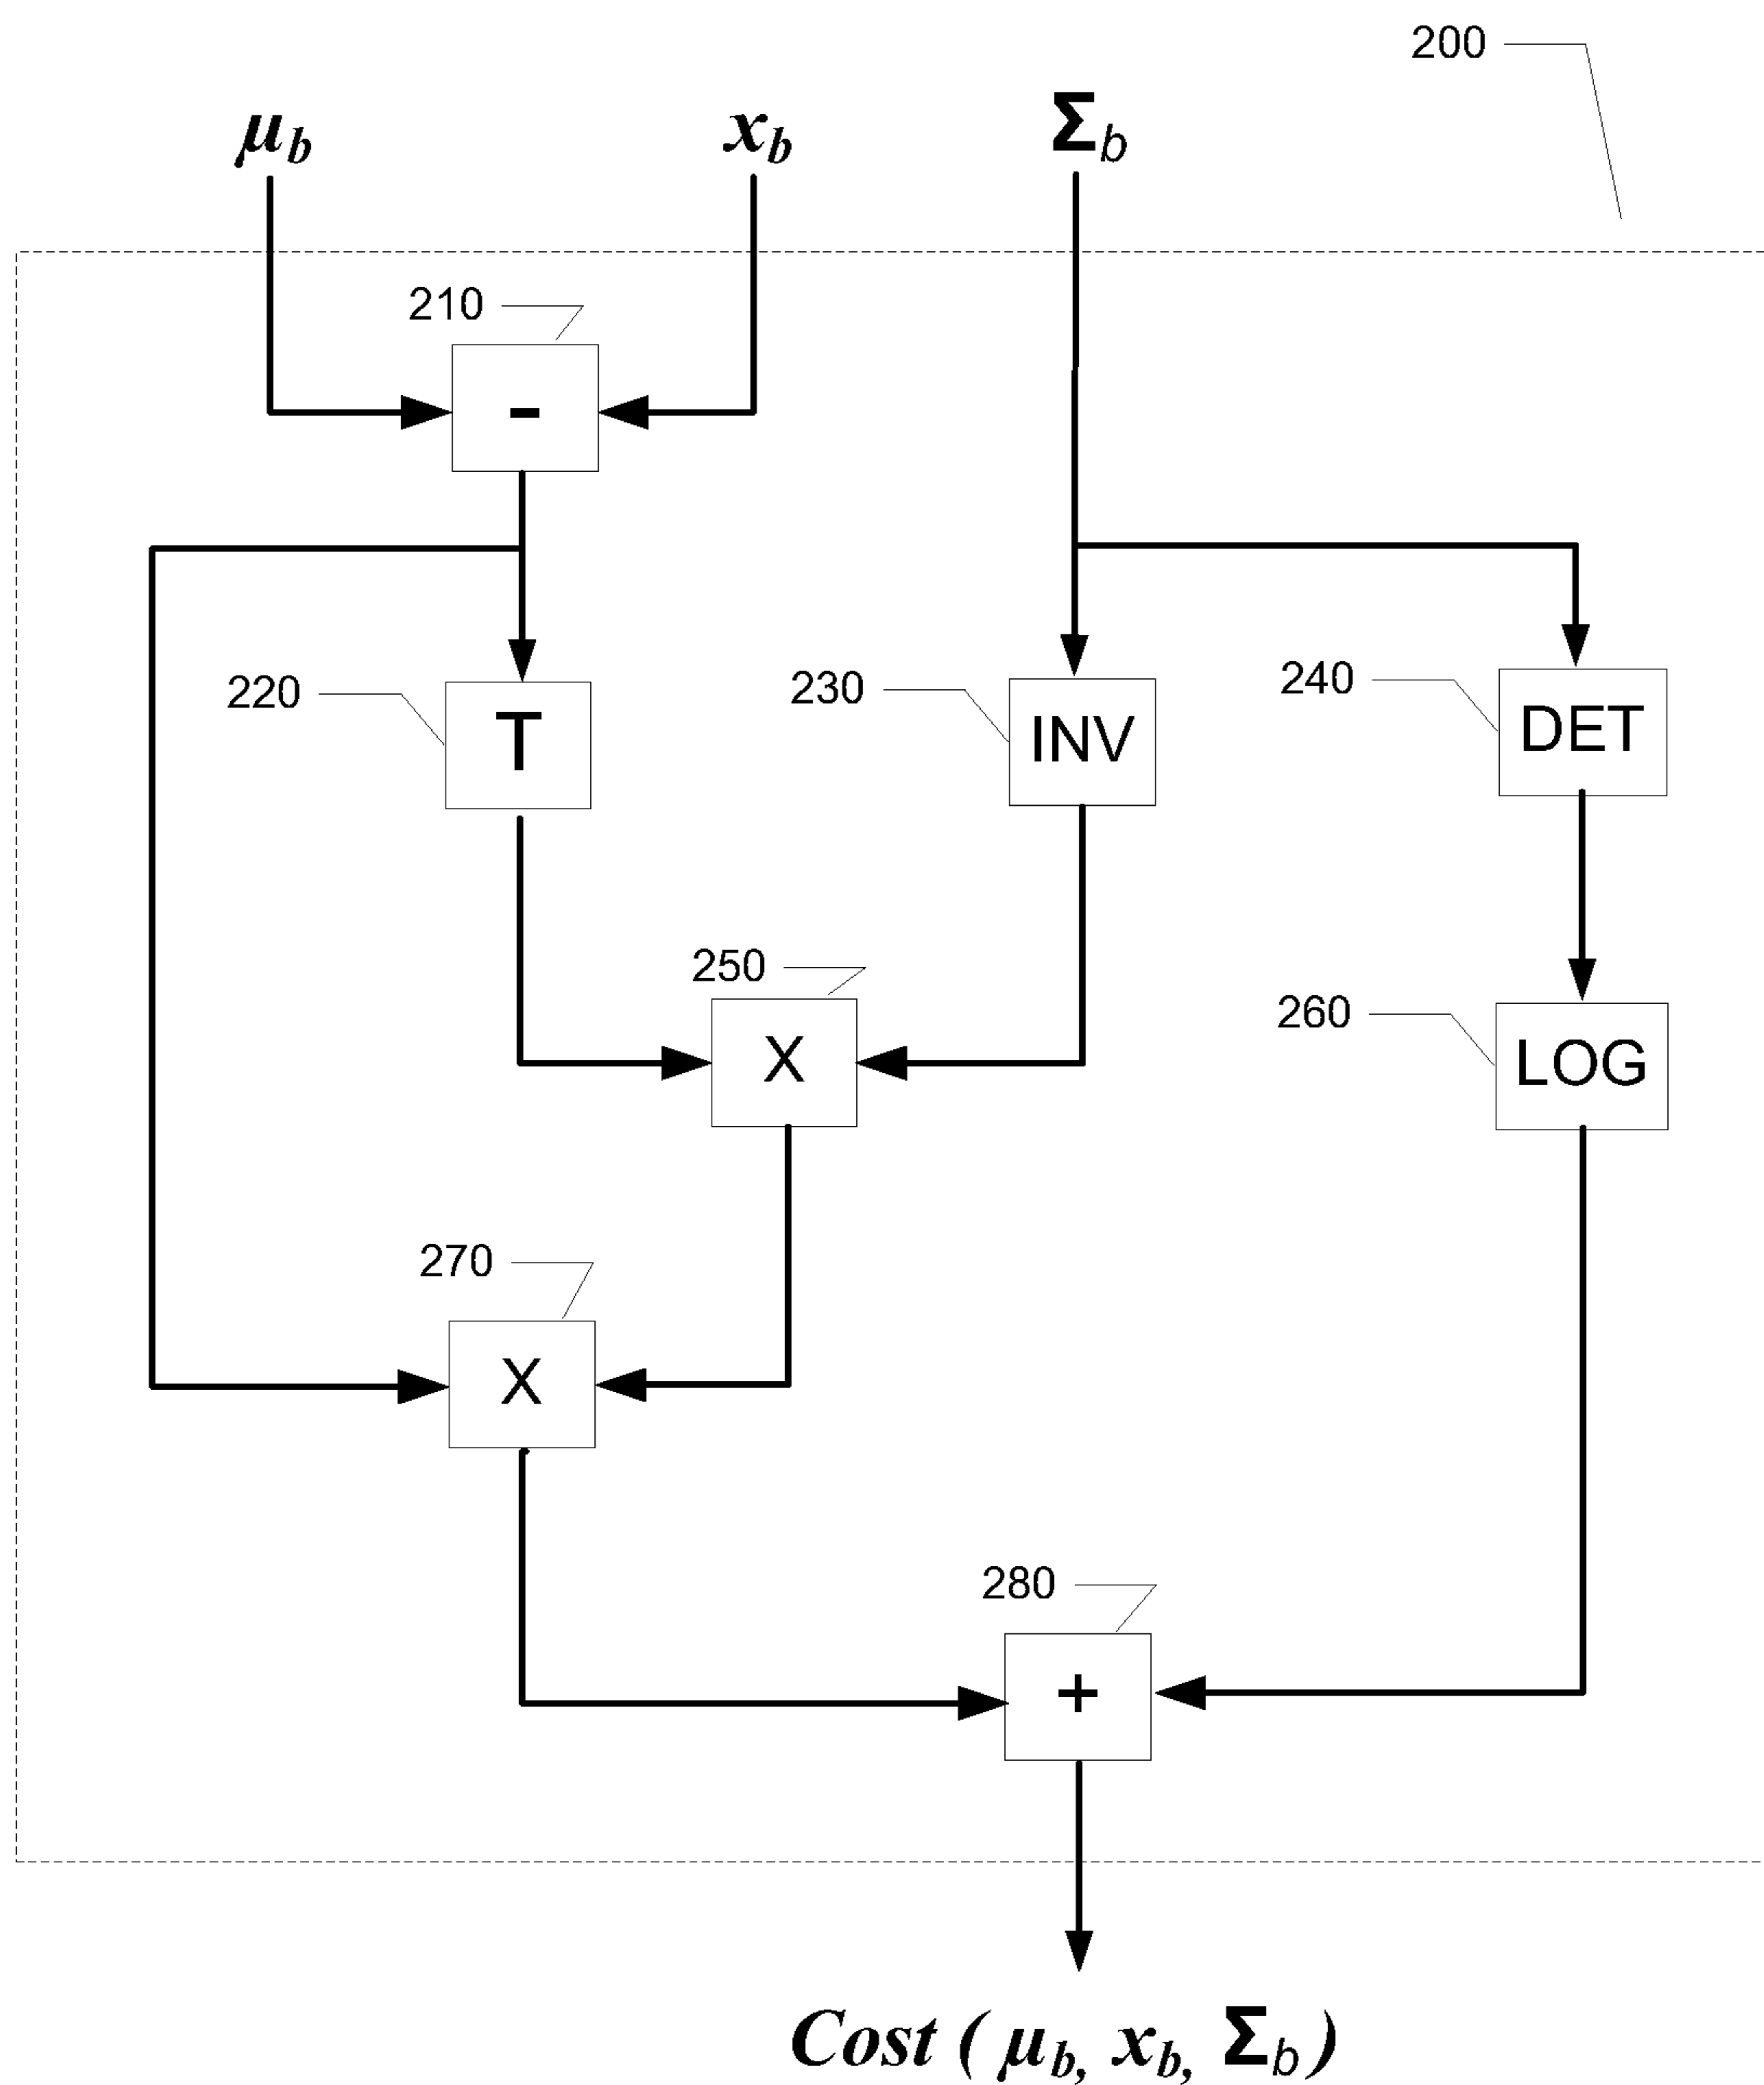 200
μb xb Σb
210
-
220
T
230
INV
240
DET
250
X
260
LOG
270
X
280
+
Cost ( μb, xb, Σb )